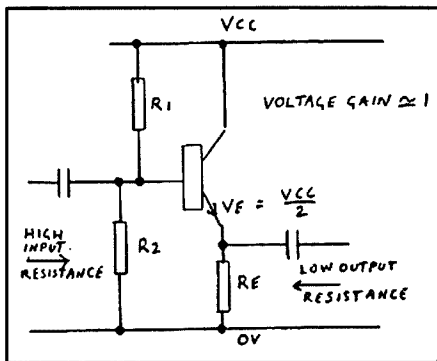 VCC
R1
VOLTAGE GAIN ≃ 1
VE = VCC/2
HIGH
INPUT.
RESISTANCE
R2
RE
LOW OUTPUT
RESISTANCE
0V